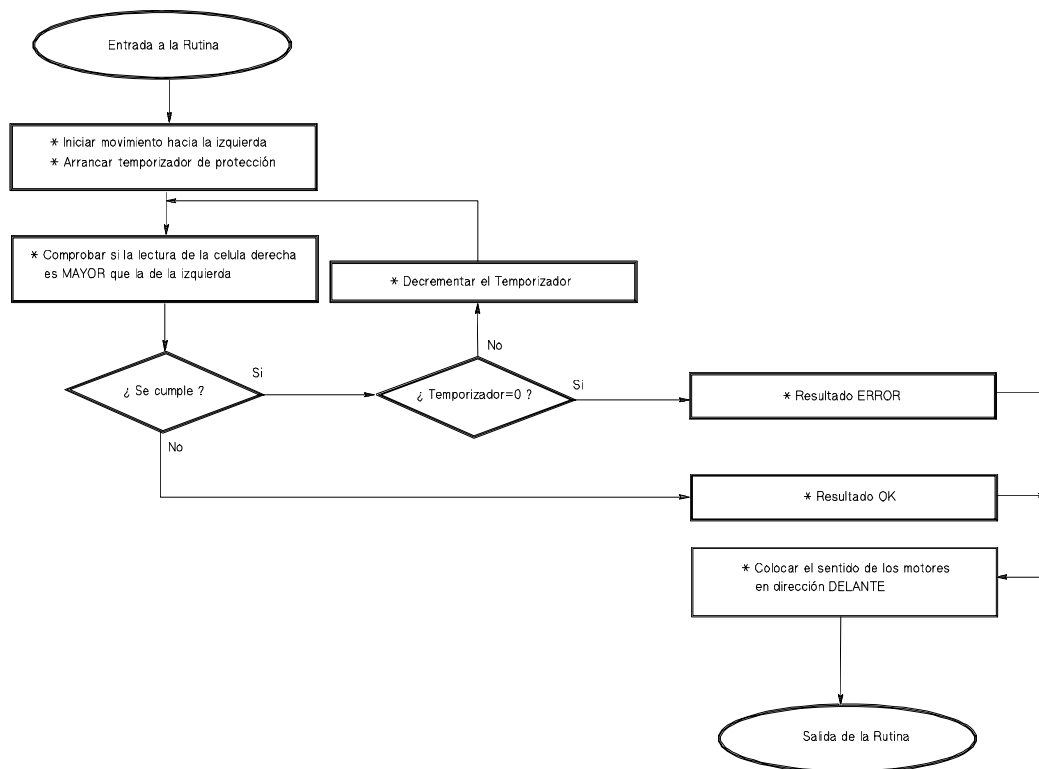 Entrada a la Rutina
* Iniciar movimiento hacia la izquierda
* Arrancar temporizador de protección
* Comprobar si la lectura de la celula derecha
es MAYOR que la de la izquierda
* Decrementar el Temporizador
No
¿ Se cumple ?
Si
¿ Temporizador=0 ?
Si
* Resultado ERROR
No
* Resultado OK
* Colocar el sentido de los motores
en dirección DELANTE
Salida de la Rutina